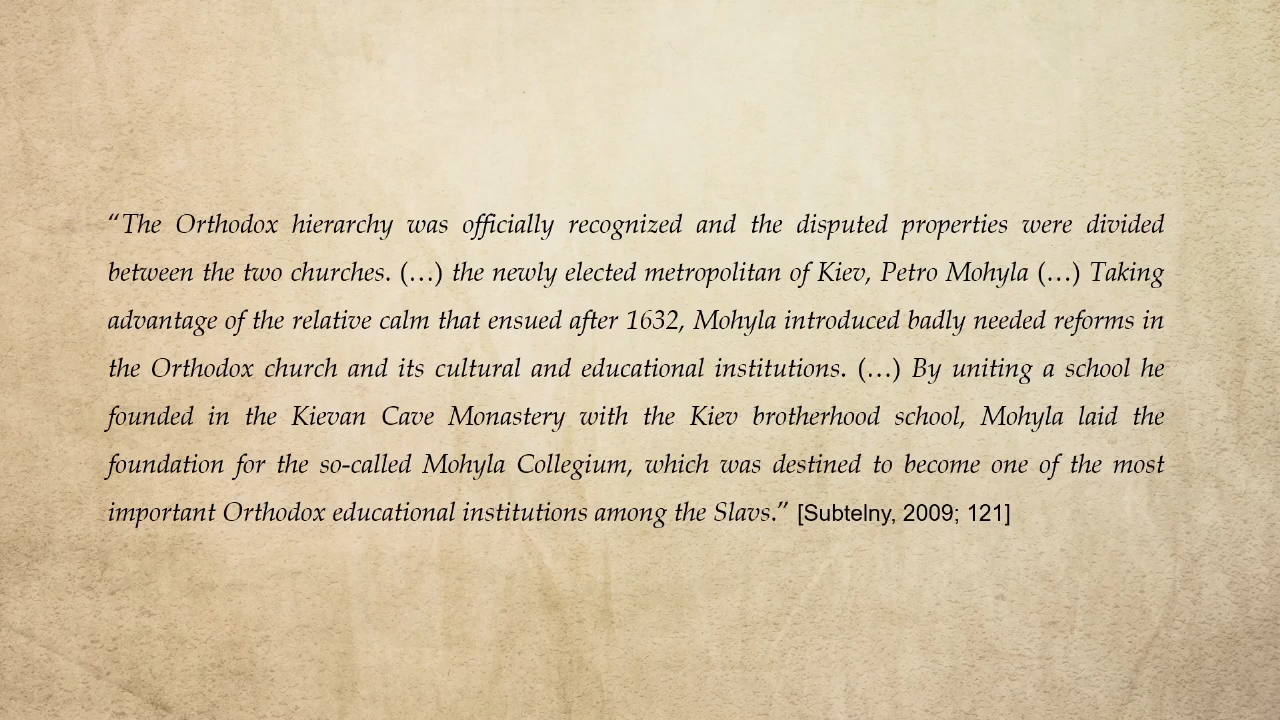 “The Orthodox hierarchy was officially recognized and the disputed properties were divided
between the two churches. (…) the newly elected metropolitan of Kiev, Petro Mohyla (…) Taking
advantage of the relative calm that ensued after 1632, Mohyla introduced badly needed reforms in
the Orthodox church and its cultural and educational institutions. (…) By uniting a school he
founded in the Kievan Cave Monastery with the Kiev brotherhood school, Mohyla laid the
foundation for the so-called Mohyla Collegium, which was destined to become one of the most
important Orthodox educational institutions among the Slavs.” [Subtelny, 2009; 121]